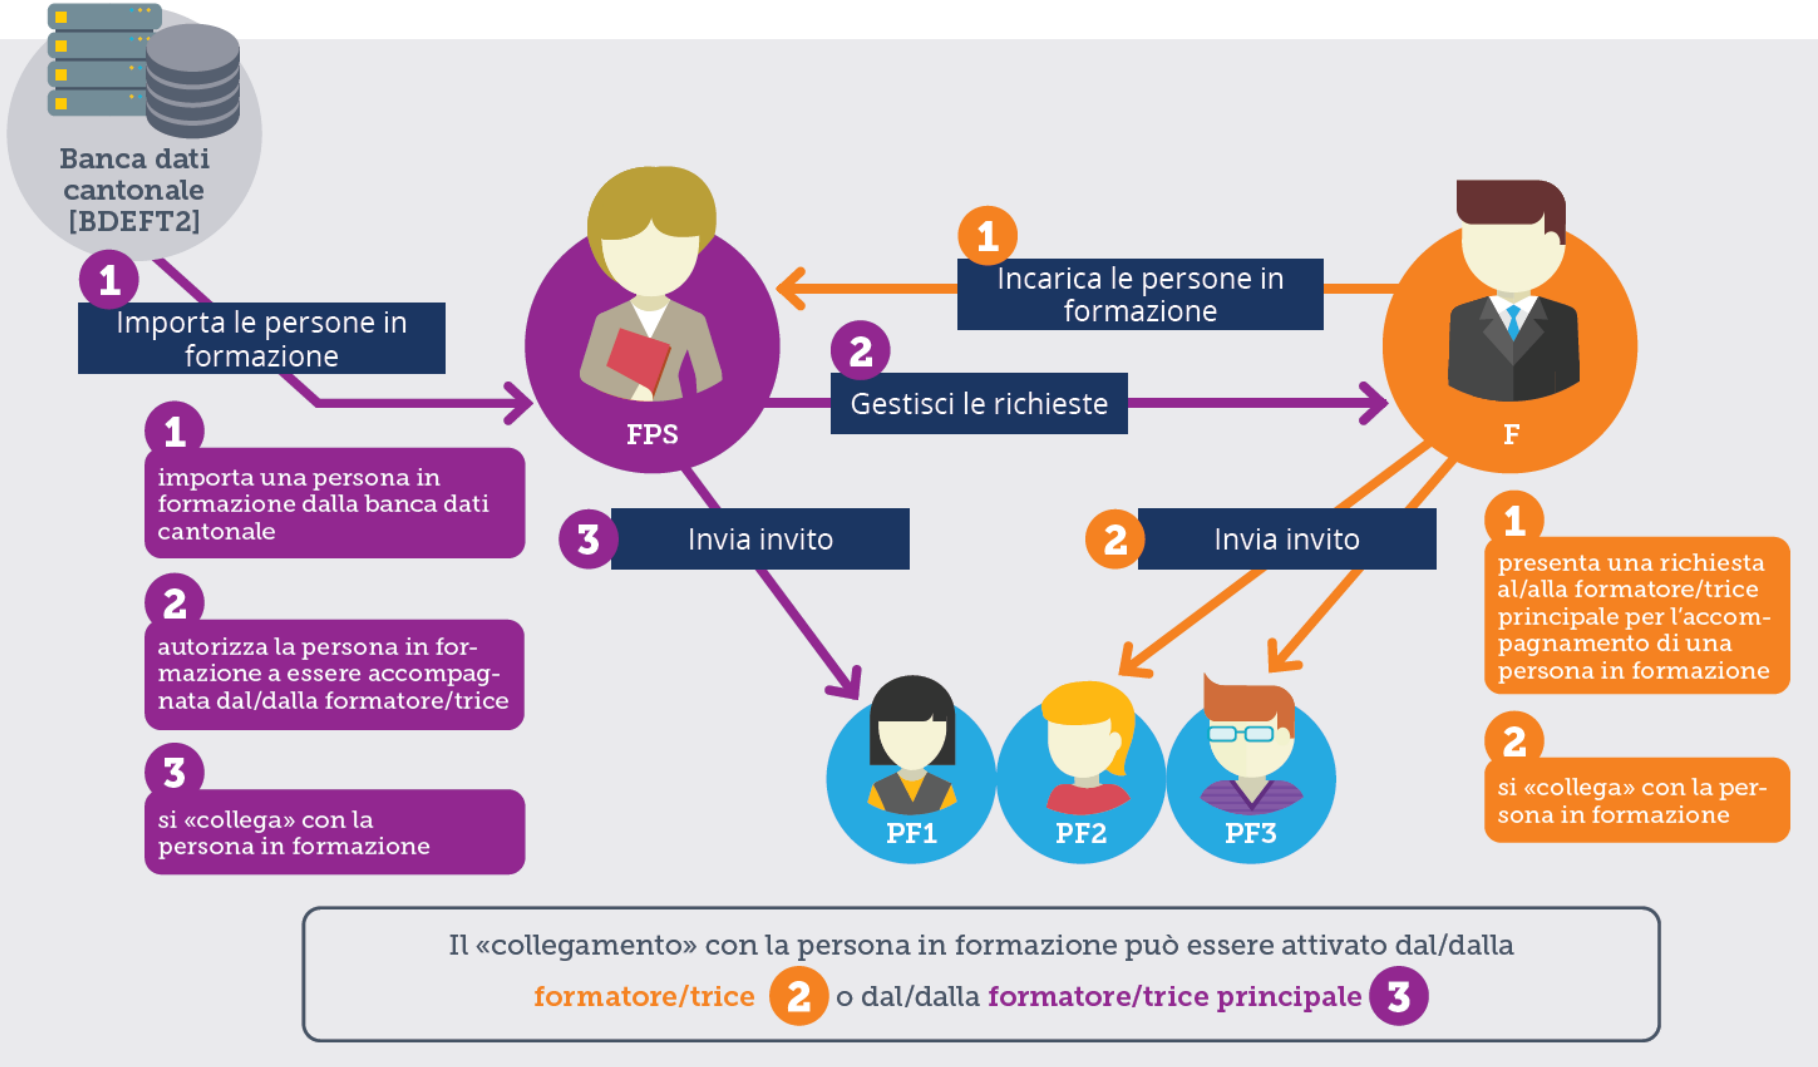 Banca dati
cantonale
[BDEFT2]
1
Importa le persone in
formazione
1
importa una persona in
formazione dalla banca dati
cantonale
2
autorizza la persona in for-
mazione a essere accompag-
nata dal/dalla formatore/trice
3
si «collega» con la
persona in formazione
FPS
1
Incarica le persone in
formazione
2
Gestisci le richieste
F
3
Invia invito
2
Invia invito
1
presenta una richiesta
al/alla formatore/trice
principale per l'accom-
pagnamento di una
persona in formazione
2
si «collega» con la per-
sona in formazione
PF1
PF2
PF3
Il «collegamento» con la persona in formazione può essere attivato dal/dalla
formatore/trice 2 o dal/dalla formatore/trice principale 3